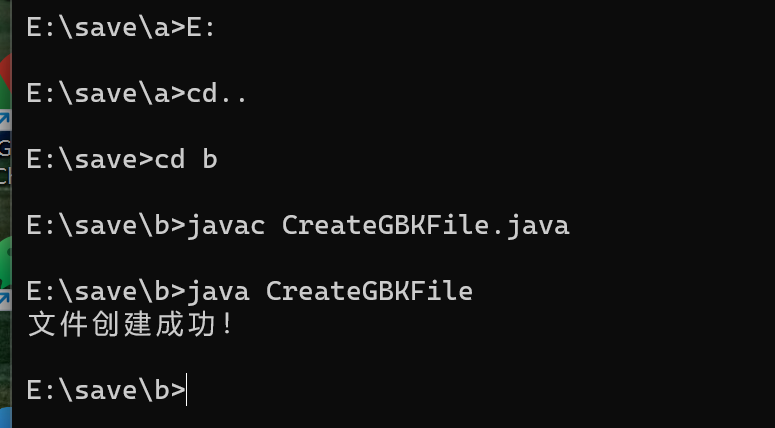 E:\save\a>E:
E:\save\a>cd..
E:\save>cd b
E:\save\b>javac CreateGBKFile.java
E:\save\b>java CreateGBKFile
文件创建成功!
E:\save\b>